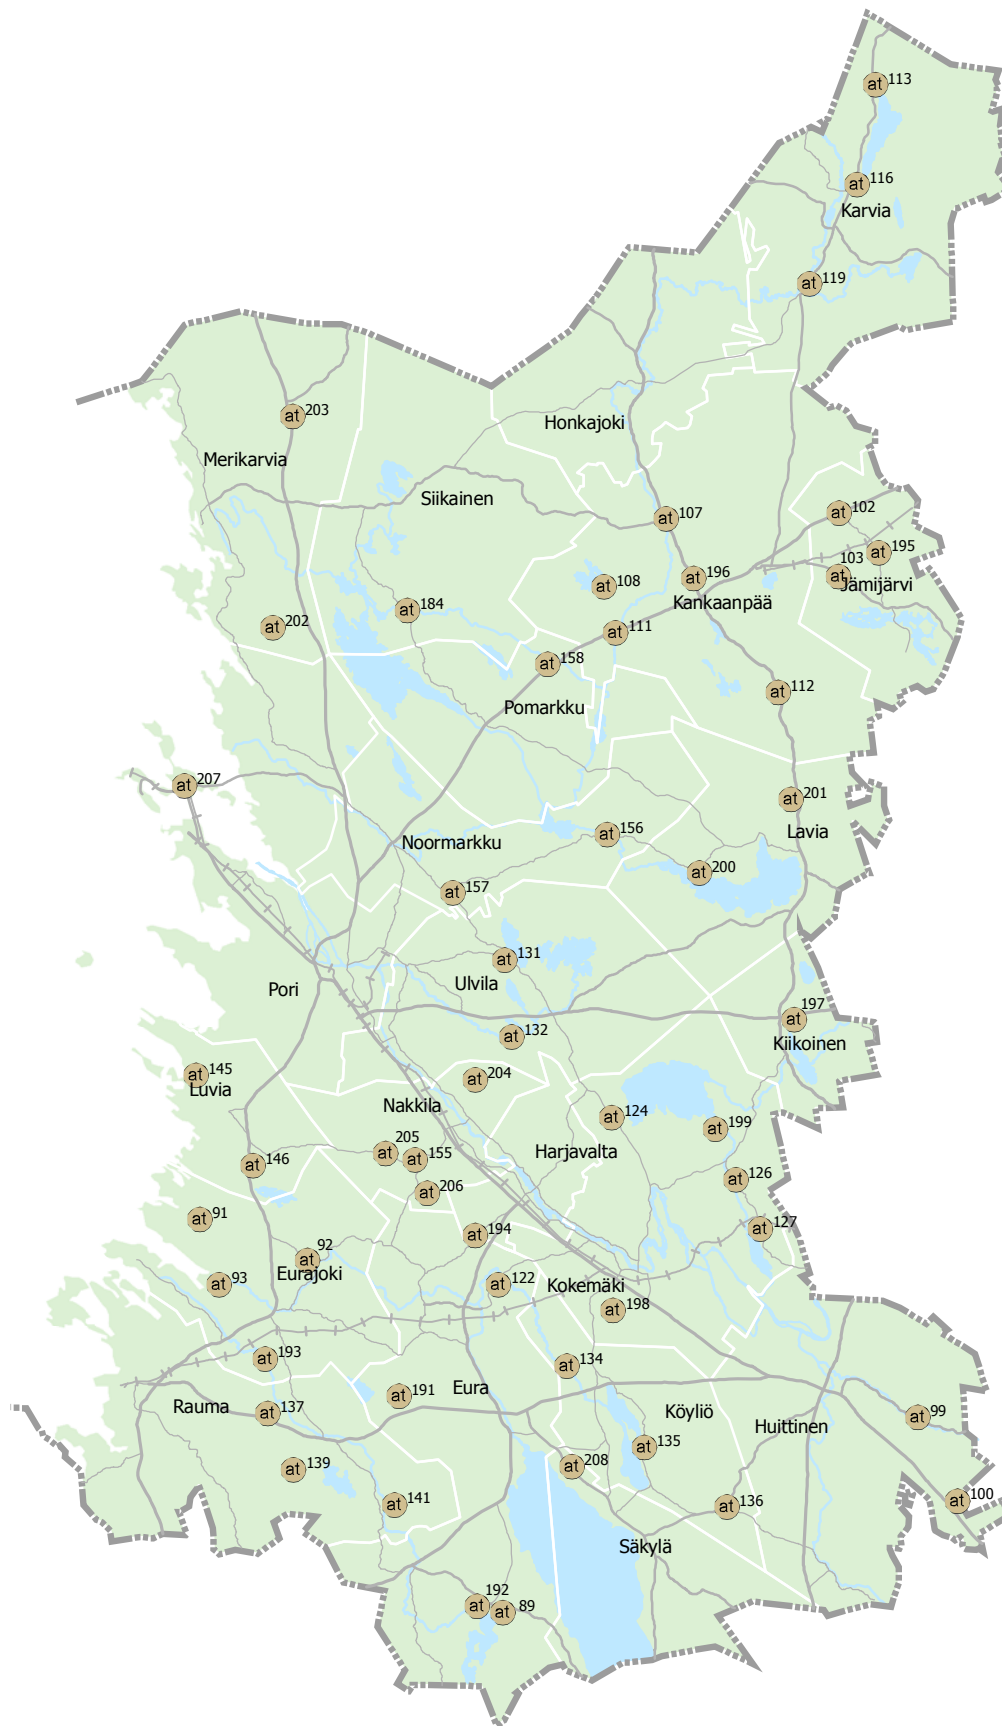 at 113
at 116
Karvia
at 119
at 203
Honkajoki
Merikarvia
Siikainen
at 102
at 107
at 195
103
at
at 196
at 108
Jämijärvi
Kankaanpää
at 184
at 202
at 111
at 158
at 112
Pomarkku
at 207
at 201
Lavia
at 156
Noormarkku
at 200
at 157
at 131
Ulvila
Pori
197
at
at 132
Kiikoinen
at 145
Luvia
at 204
Nakkila
at 124
at 199
205
at
at 155
Harjavalta
at 146
at 126
at 206
at 91
at 127
at 194
92
at
Eurajoki
at 93
at 122
Kokemäki
at 198
at 193
at 134
Eura
at 191
Rauma
at 137
Köyliö
Huittinen
at 99
at 135
at 139
at 208
at 100
at 141
at 136
Säkylä
192
at
at 89